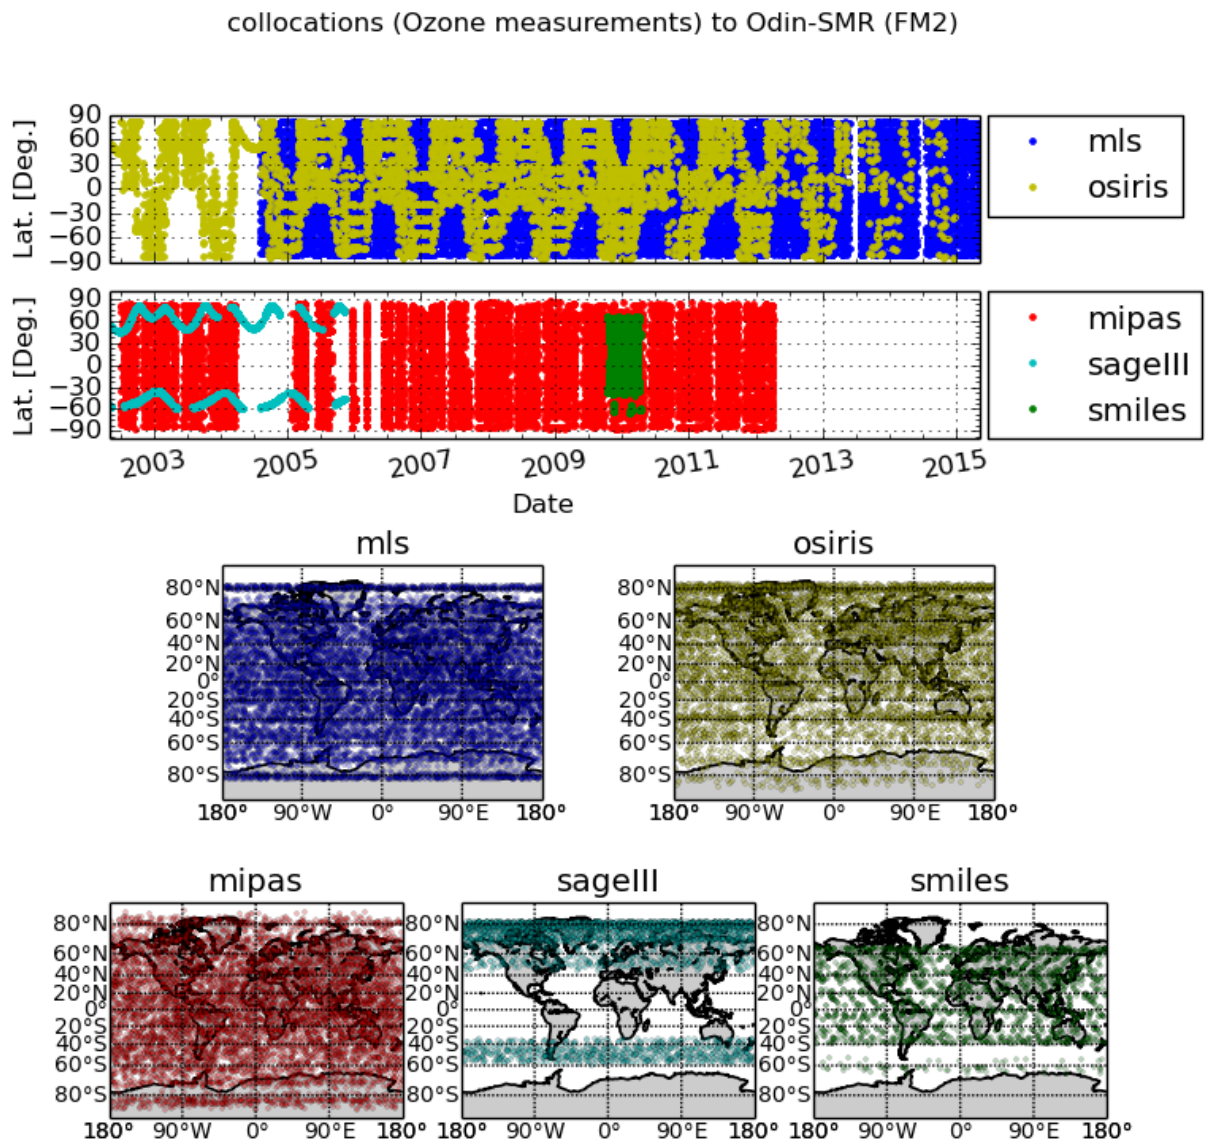 collocations (Ozone measurements) to Odin-SMR (FM2)
Lat. [Deg.]
90
60
30
0
−30
−60
−90
mls
osiris
Lat. [Deg.]
90
60
30
0
−30
−60
−90
mipas
sageIII
smiles
2003 2005 2007 2009 2011 2013 2015
Date
mls osiris
80°N
60°N
40°N
20°N
0°
20°S
40°S
60°S
80°S
180° 90°W 0° 90°E 180°
80°N
60°N
40°N
20°N
0°
20°S
40°S
60°S
80°S
180° 90°W 0° 90°E 180°
mipas sageIII smiles
80°N
60°N
40°N
20°N
0°
20°S
40°S
60°S
80°S
180° 90°W 0° 90°E 180°
80°N
60°N
40°N
20°N
0°
20°S
40°S
60°S
80°S
180° 90°W 0° 90°E 180°
80°N
60°N
40°N
20°N
0°
20°S
40°S
60°S
80°S
180° 90°W 0° 90°E 180°